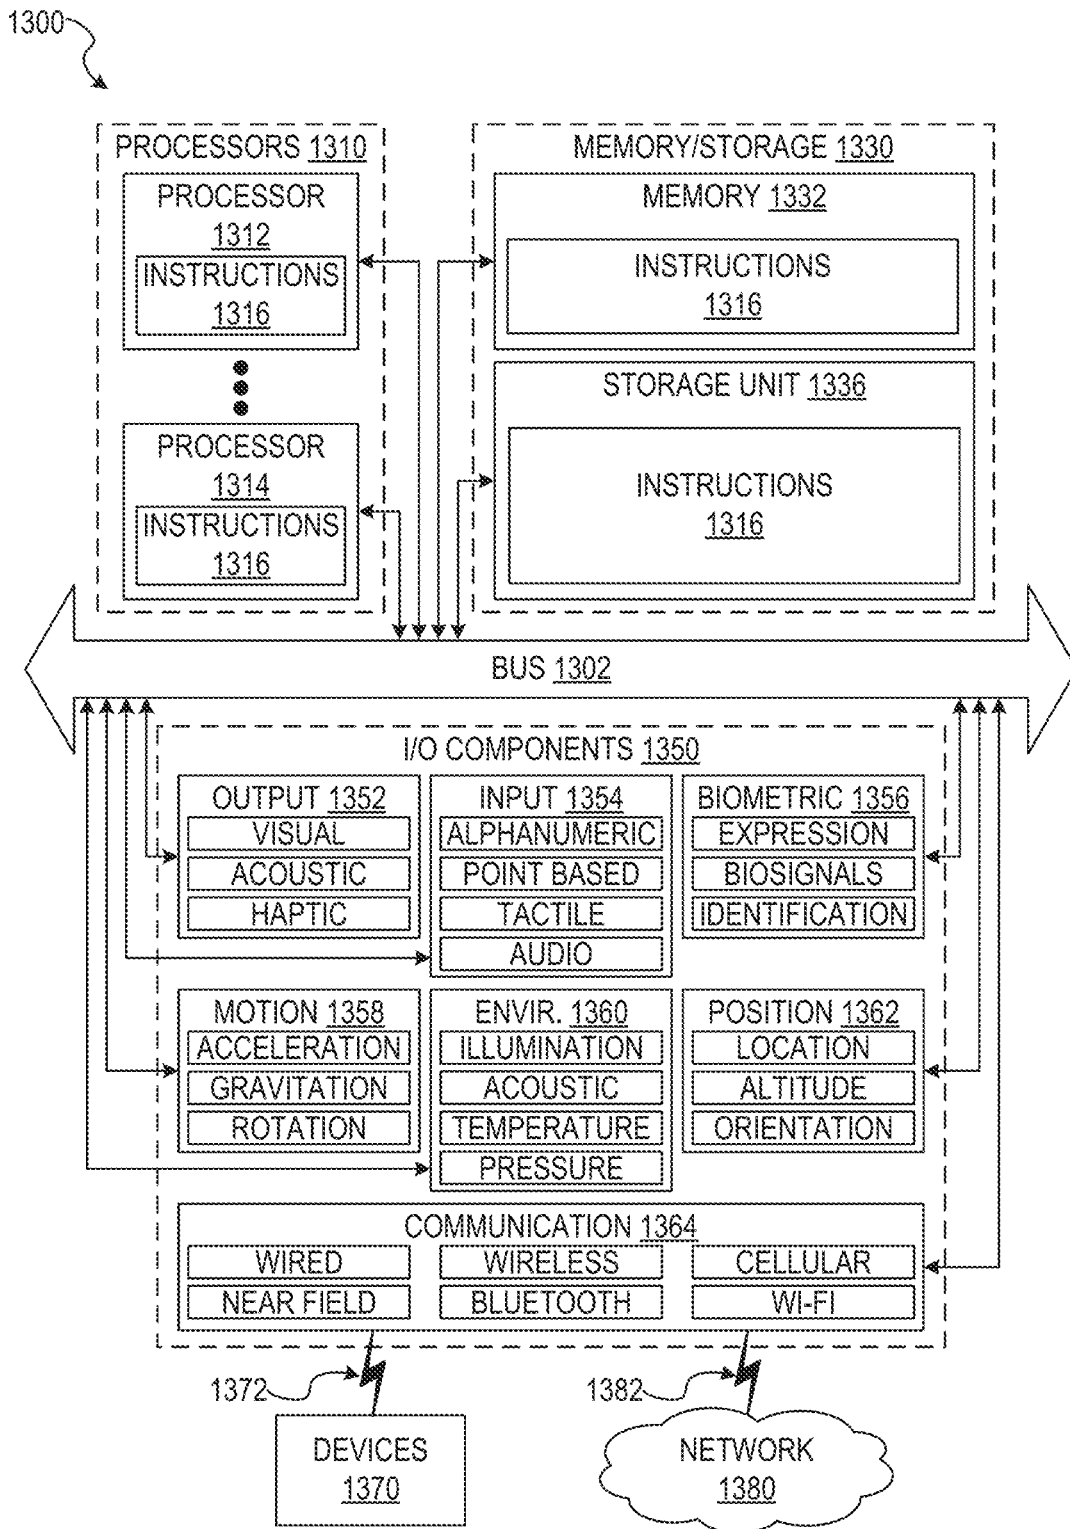 1300
PROCESSORS 1310
PROCESSOR
1312
INSTRUCTIONS
1316
PROCESSOR
1314
INSTRUCTIONS
1316
MEMORY/STORAGE 1330
MEMORY 1332
INSTRUCTIONS
1316
STORAGE UNIT 1336
INSTRUCTIONS
1316
BUS 1302
I/O COMPONENTS 1350
OUTPUT 1352
VISUAL
ACOUSTIC
HAPTIC
INPUT 1354
ALPHANUMERIC
POINT BASED
TACTILE
AUDIO
BIOMETRIC 1356
EXPRESSION
BIOSIGNALS
IDENTIFICATION
MOTION 1358
ACCELERATION
GRAVITATION
ROTATION
ENVIR. 1360
ILLUMINATION
ACOUSTIC
TEMPERATURE
PRESSURE
POSITION 1362
LOCATION
ALTITUDE
ORIENTATION
COMMUNICATION 1364
WIRED
WIRELESS
CELLULAR
NEAR FIELD
BLUETOOTH
WI-FI
1372
1382
DEVICES
1370
NETWORK
1380